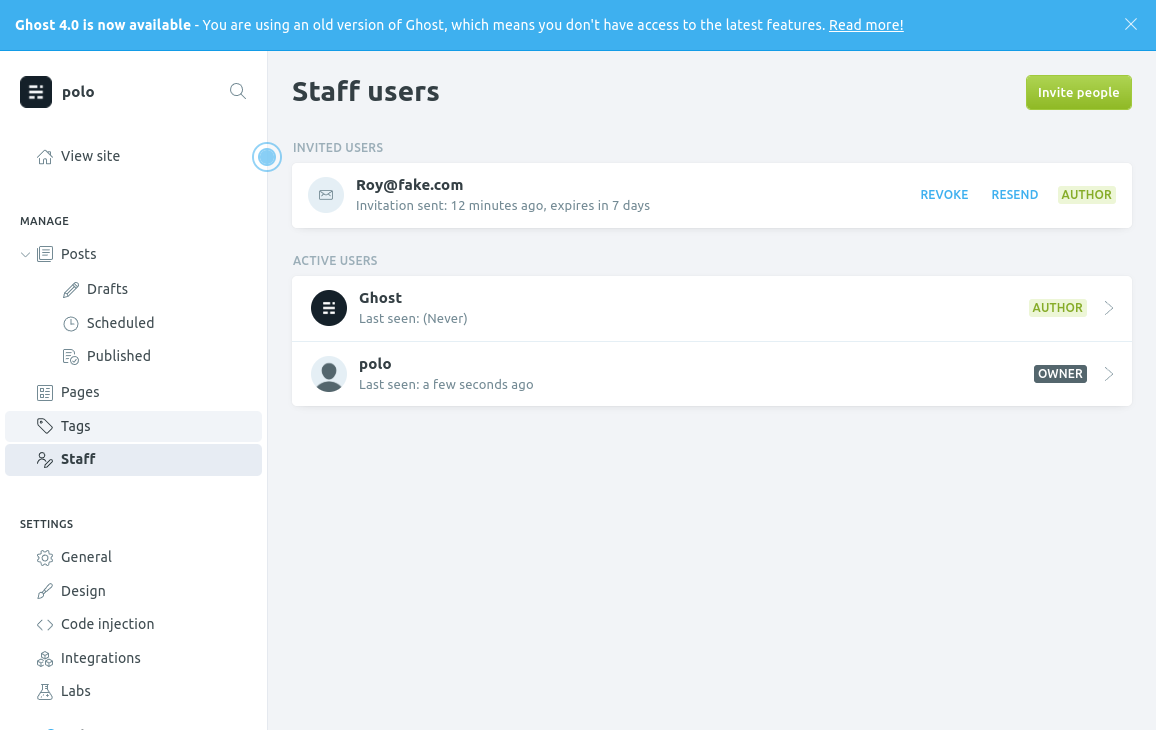 Ghost 4.0 is now available - You are using an old version of Ghost, which means you don't have access to the latest features. Read more!
polo
View site
MANAGE
Posts
Drafts
Scheduled
Published
Pages
Tags
Staff
SETTINGS
General
Design
Code injection
Integrations
Labs
Staff users
Invite people
INVITED USERS
Roy@fake.com
Invitation sent: 12 minutes ago, expires in 7 days
REVOKE RESEND AUTHOR
ACTIVE USERS
Ghost
Last seen: (Never)
AUTHOR
polo
Last seen: a few seconds ago
OWNER